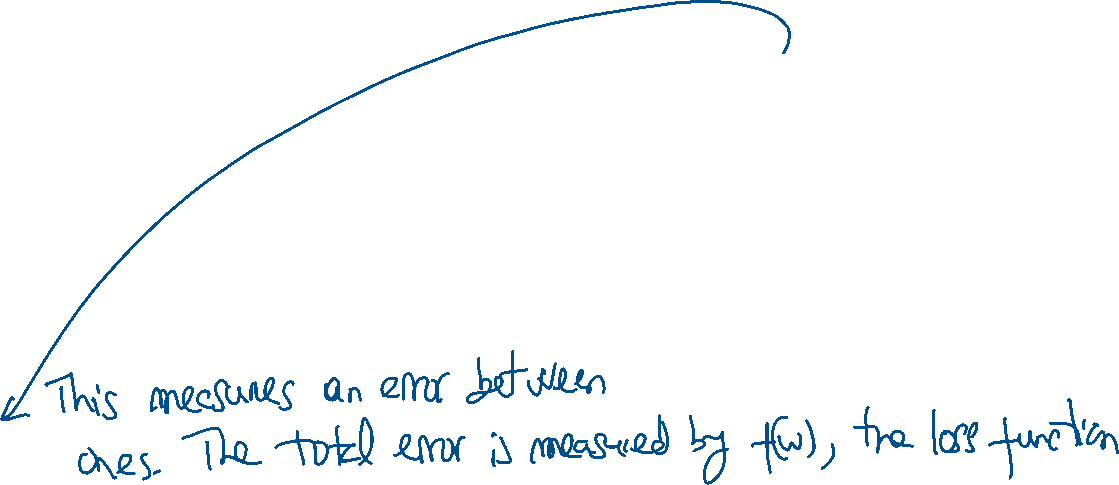 This measures an error between
ones. The total error is measured by f(w), the loss function